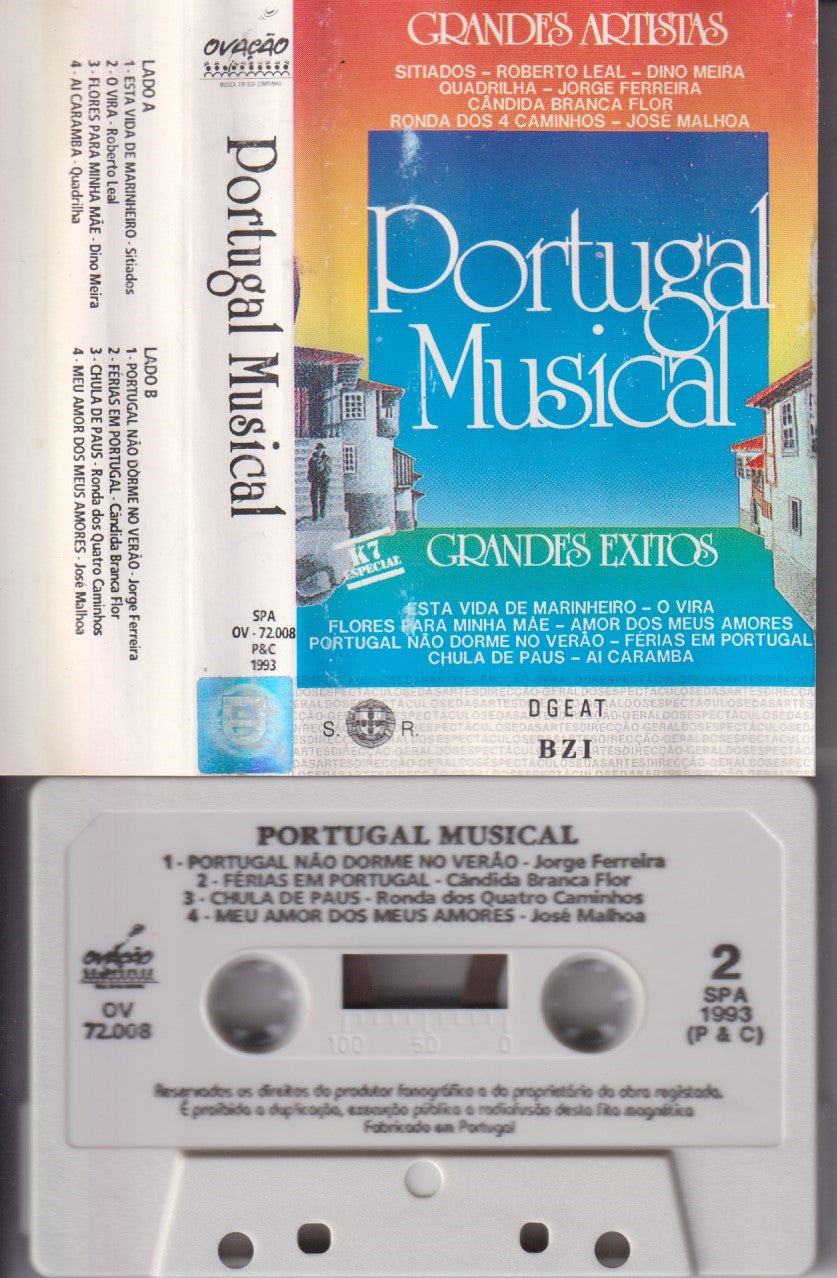 LADO A
1 - ESTA VIDA DE MARINHEIRO - Sitiados
2 - O VIRA - Roberto Leal
3 - FLORES PARA MINHA MÃE - Dino Meira
4 - AI CARAMBA - Quadrilha
LADO B
1 - PORTUGAL NÃO DORME NO VERÃO - Jorge Ferreira
2 - FÉRIAS EM PORTUGAL - Cândida Branca Flor
3 - CHULA DE PAUS - Ronda dos Quatro Caminhos
4 - MEU AMOR DOS MEUS AMORES - José Malhoa
OVAÇÃO
MUSICA EM BOA COMPANHIA
Portugal Musical
SPA
OV - 72.008
P&C
1993
GRANDES ARTISTAS
SITIADOS – ROBERTO LEAL – DINO MEIRA
QUADRILHA – JORGE FERREIRA
CÂNDIDA BRANCA FLOR
RONDA DOS 4 CAMINHOS – JOSÉ MALHOA
Portugal
Musical
K7
ESPECIAL
GRANDES EXITOS
ESTA VIDA DE MARINHEIRO – O VIRA
FLORES PARA MINHA MÃE – AMOR DOS MEUS AMORES
PORTUGAL NÃO DORME NO VERÃO – FÉRIAS EM PORTUGAL
CHULA DE PAUS – AI CARAMBA
S. R.
DGEAT
BZI
PORTUGAL MUSICAL
1 - PORTUGAL NÃO DORME NO VERÃO - Jorge Ferreira
2 - FÉRIAS EM PORTUGAL - Cândida Branca Flor
3 - CHULA DE PAUS - Ronda dos Quatro Caminhos
4 - MEU AMOR DOS MEUS AMORES - José Malhoa
OVAÇÃO
OV
72.008
2
SPA
1993
(P & C)
100 50 0
Reservados os direitos do produtor fonográfico e do proprietário da obra registada.
É proibida a duplicação, execução pública e radiofusão desta fita magnética
Fabricado em Portugal